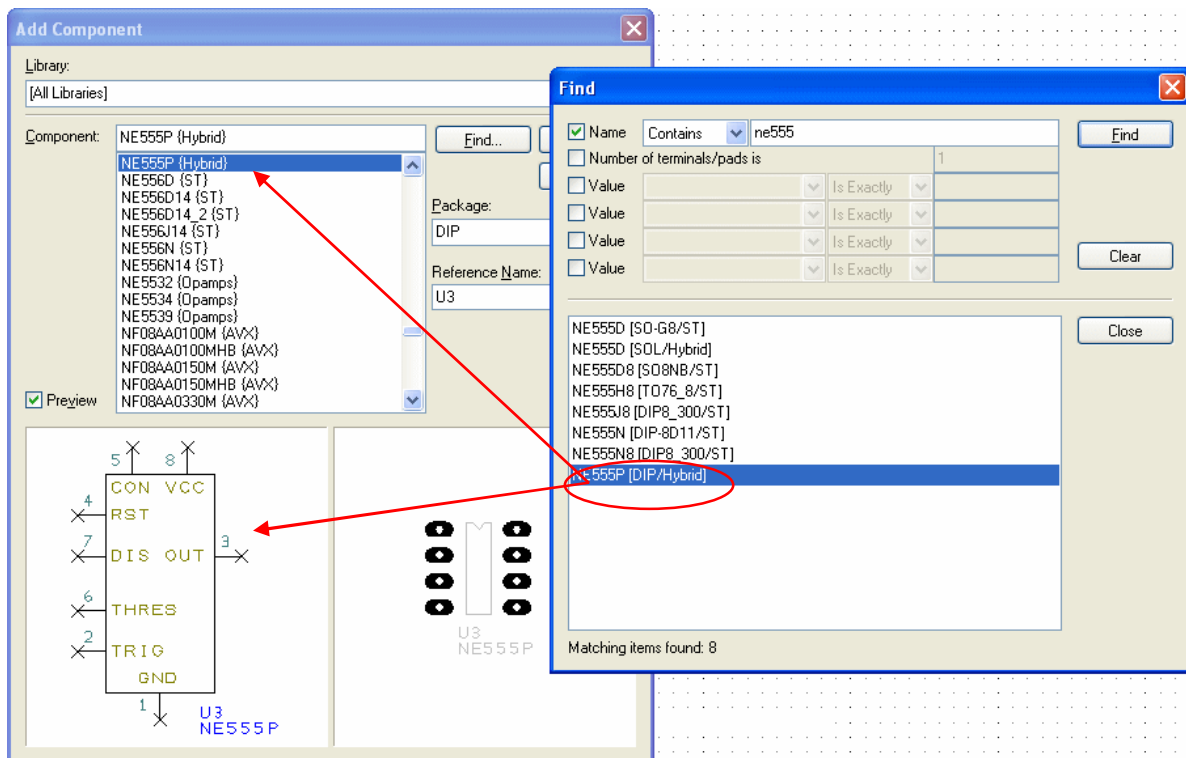 Add Component
Library:
[All Libraries]
Component:
NE555P {Hybrid}
Find...
NE555P {Hybrid}
NE556D {ST}
NE556D14 {ST}
NE556D14_2 {ST}
NE556J14 {ST}
NE556N {ST}
NE556N14 {ST}
NE5532 {Opamps}
NE5534 {Opamps}
NE5539 {Opamps}
NF08AA0100M {AVX}
NF08AA0100MHB {AVX}
NF08AA0150M {AVX}
NF08AA0150MHB {AVX}
NF08AA0330M {AVX}
Package:
DIP
Reference Name:
U3
Preview
5 8
CON VCC
4
RST
7
DIS OUT
3
6
THRES
2
TRIG
GND
1
U3
NE555P
U3
NE555P
Find
Name Contains ne555
Find
Number of terminals/pads is 1
Value Is Exactly
Value Is Exactly
Value Is Exactly
Value Is Exactly
Clear
NE555D [SO-G8/ST]
NE555D [SOL/Hybrid]
NE555D8 [SO8NB/ST]
NE555H8 [TO76_8/ST]
NE555J8 [DIP8_300/ST]
NE555N [DIP-8D11/ST]
NE555N8 [DIP8_300/ST]
NE555P [DIP/Hybrid]
Close
Matching items found: 8